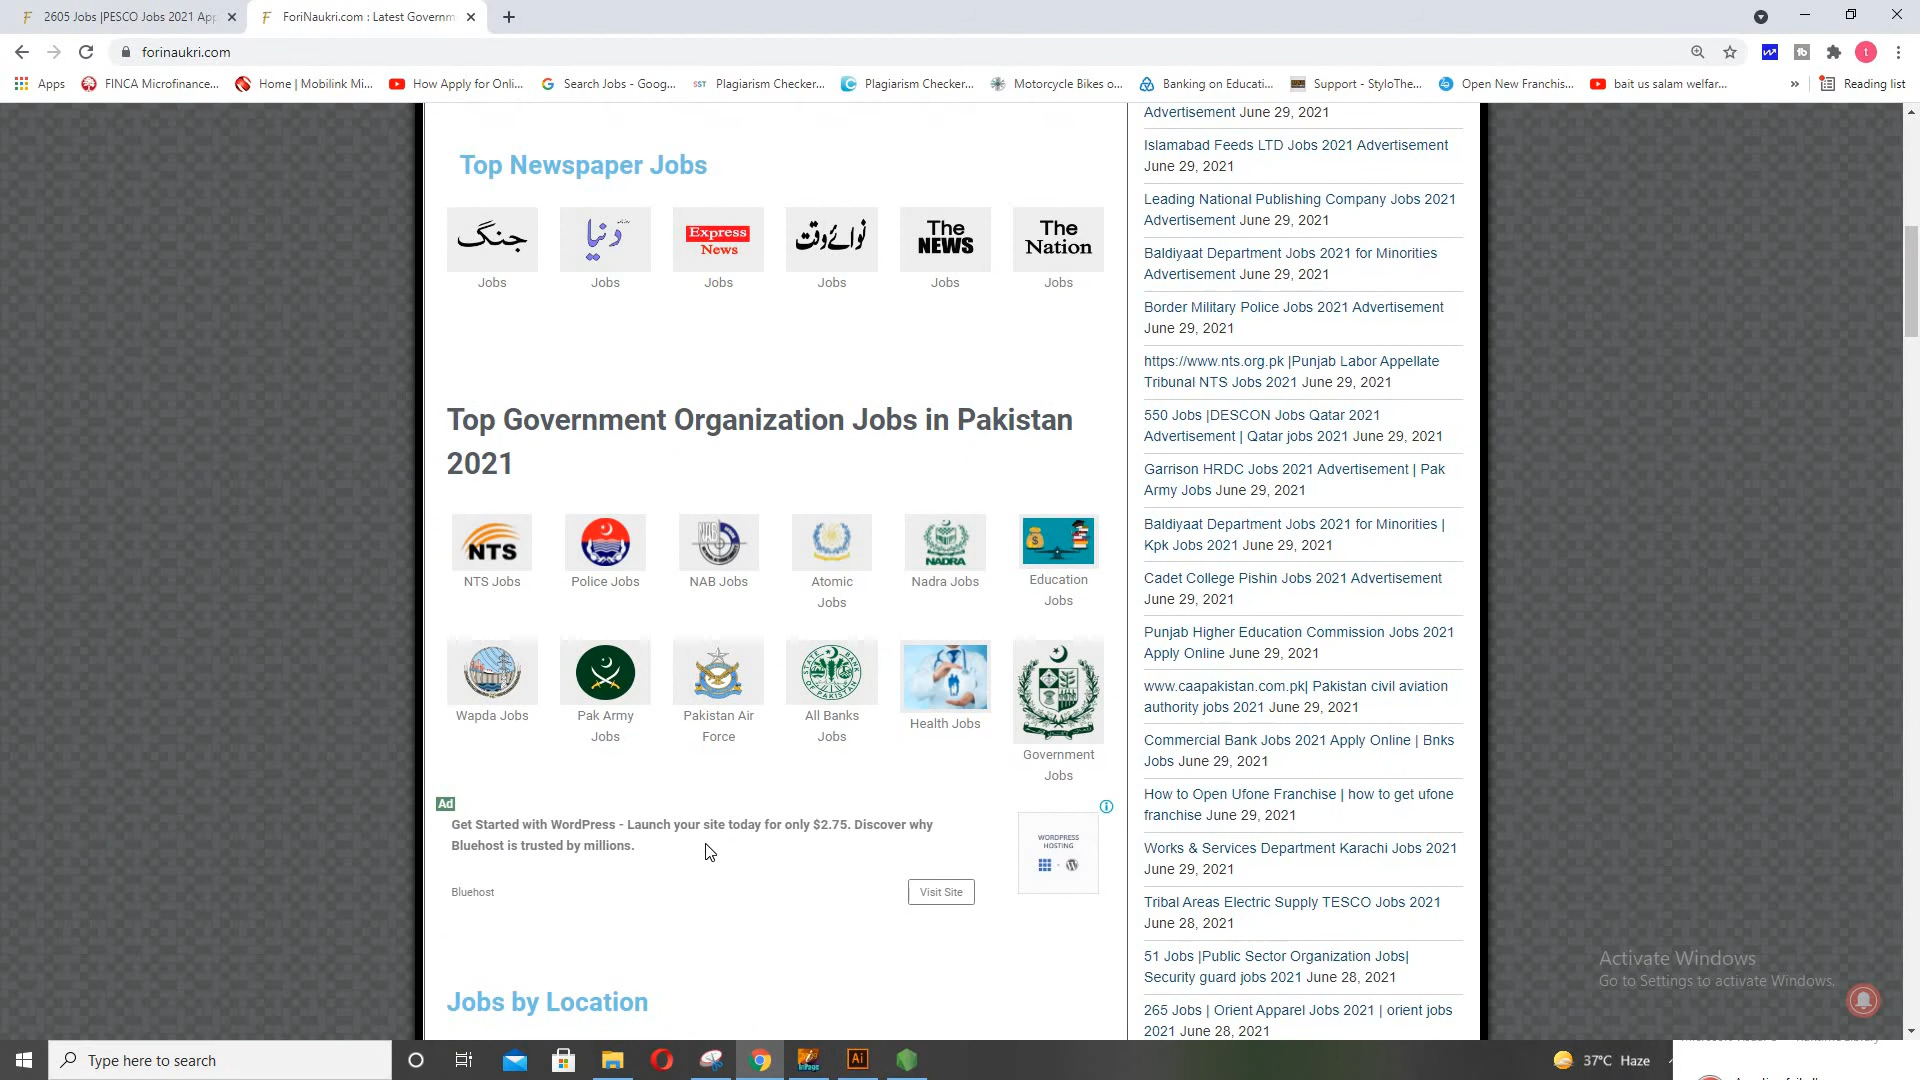 2605 Jobs |PESCO Jobs 2021 App
ForiNaukri.com : Latest Governm
forinaukri.com
t
Apps
FINCA Microfinance...
Home | Mobilink Mi...
How Apply for Onli...
Search Jobs - Goog...
SST
Plagiarism Checker...
Plagiarism Checker...
Motorcycle Bikes o...
Banking on Educati...
Support - StyloThe...
Open New Franchis...
bait us salam welfar...
»
Reading list
Top Newspaper Jobs
جنگ
دنیا
Express
News
نوائے وقت
The
NEWS
The
Nation
Jobs
Jobs
Jobs
Jobs
Jobs
Jobs
Top Government Organization Jobs in Pakistan
2021
NTS
NAB
NADRA
NTS Jobs
Police Jobs
NAB Jobs
Atomic
Jobs
Nadra Jobs
Education
Jobs
STATE BANK
OF PAKISTAN
Wapda Jobs
Pak Army
Jobs
Pakistan Air
Force
All Banks
Jobs
Health Jobs
Government
Jobs
Ad
Get Started with WordPress - Launch your site today for only $2.75. Discover why
Bluehost is trusted by millions.
Bluehost
Visit Site
WORDPRESS
HOSTING
Jobs by Location
Advertisement June 29, 2021
Islamabad Feeds LTD Jobs 2021 Advertisement
June 29, 2021
Leading National Publishing Company Jobs 2021
Advertisement June 29, 2021
Baldiyaat Department Jobs 2021 for Minorities
Advertisement June 29, 2021
Border Military Police Jobs 2021 Advertisement
June 29, 2021
https://www.nts.org.pk |Punjab Labor Appellate
Tribunal NTS Jobs 2021 June 29, 2021
550 Jobs |DESCON Jobs Qatar 2021
Advertisement | Qatar jobs 2021 June 29, 2021
Garrison HRDC Jobs 2021 Advertisement | Pak
Army Jobs June 29, 2021
Baldiyaat Department Jobs 2021 for Minorities |
Kpk Jobs 2021 June 29, 2021
Cadet College Pishin Jobs 2021 Advertisement
June 29, 2021
Punjab Higher Education Commission Jobs 2021
Apply Online June 29, 2021
www.caapakistan.com.pk| Pakistan civil aviation
authority jobs 2021 June 29, 2021
Commercial Bank Jobs 2021 Apply Online | Bnks
Jobs June 29, 2021
How to Open Ufone Franchise | how to get ufone
franchise June 29, 2021
Works & Services Department Karachi Jobs 2021
June 29, 2021
Tribal Areas Electric Supply TESCO Jobs 2021
June 28, 2021
51 Jobs |Public Sector Organization Jobs|
Security guard jobs 2021 June 28, 2021
265 Jobs | Orient Apparel Jobs 2021 | orient jobs
2021 June 28, 2021
Activate Windows
Go to Settings to activate Windows.
Type here to search
InPage
Ai
37°C Haze